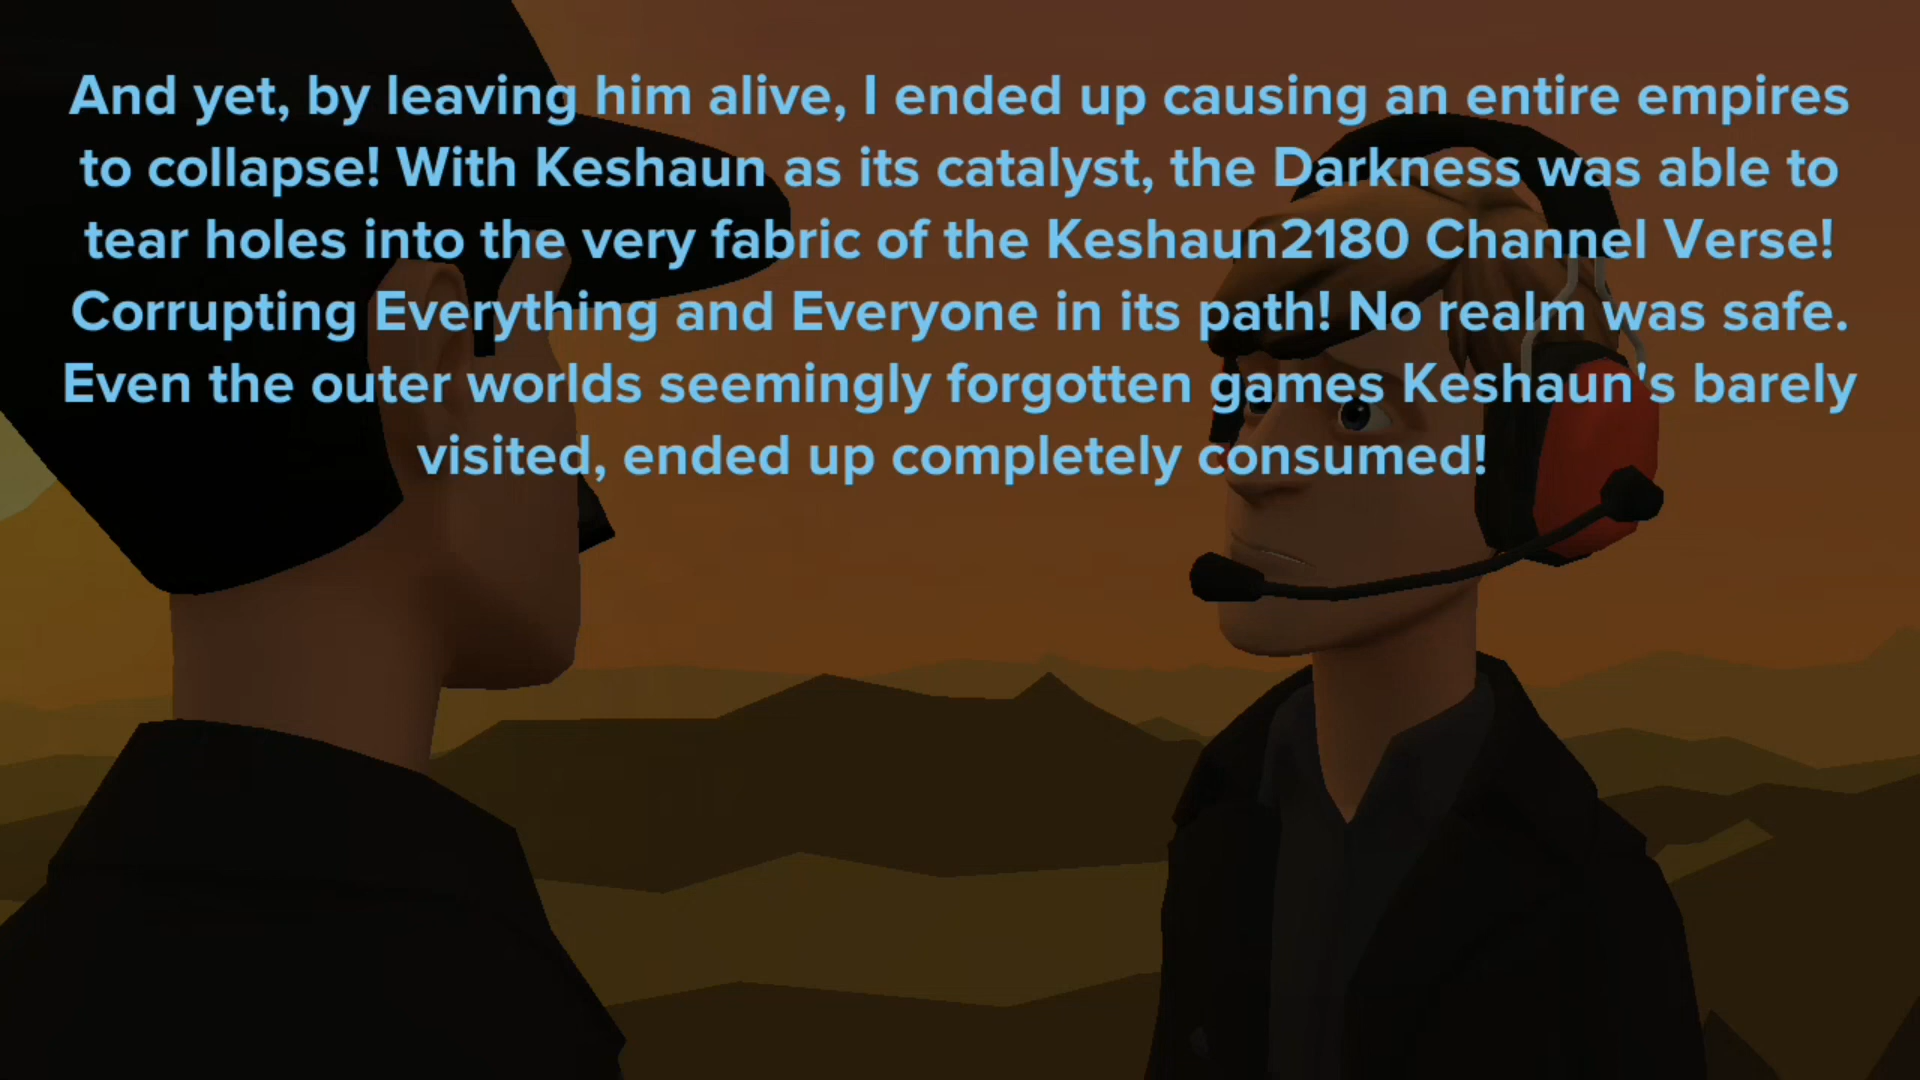 And yet, by leaving him alive, I ended up causing an entire empires
to collapse! With Keshaun as its catalyst, the Darkness was able to
tear holes into the very fabric of the Keshaun2180 Channel Verse!
Corrupting Everything and Everyone in its path! No realm was safe.
Even the outer worlds seemingly forgotten games Keshaun's barely
visited, ended up completely consumed!